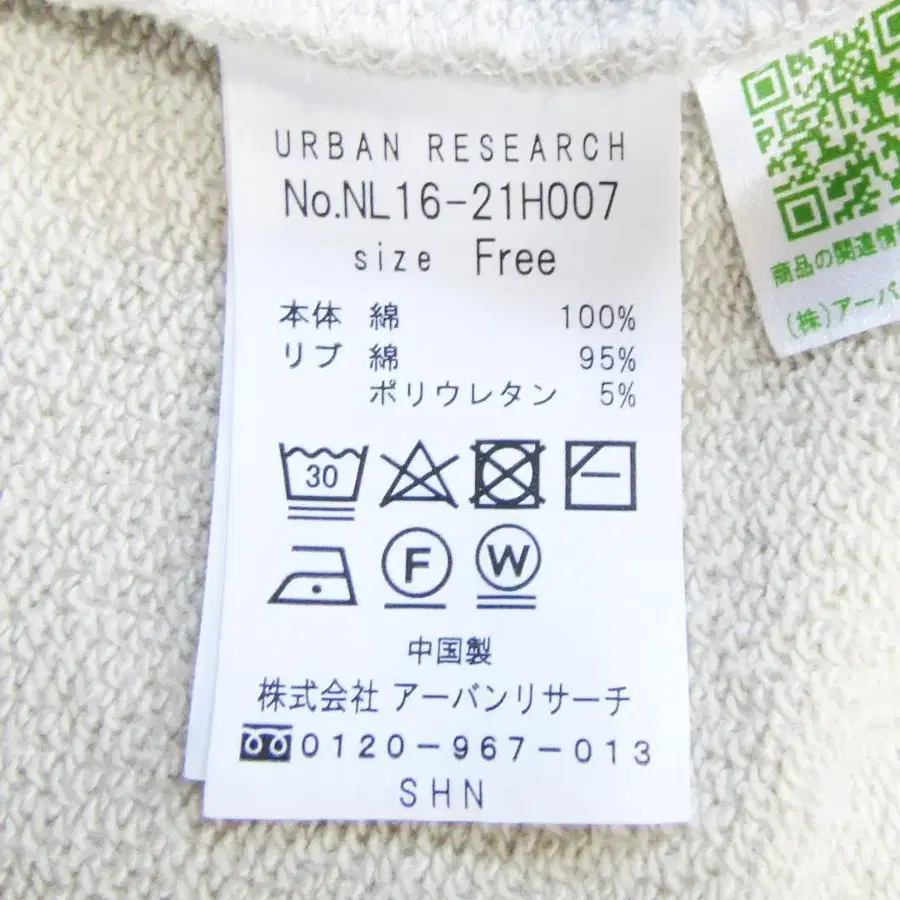 URBAN RESEARCH
No.NL16-21H007
size Free
本体 綿 100%
リブ 綿 95%
ポリウレタン 5%
30
F
W
中国製
株式会社 アーバンリサーチ
0120-967-013
SHN
商品の関連情報
(株)アーバ